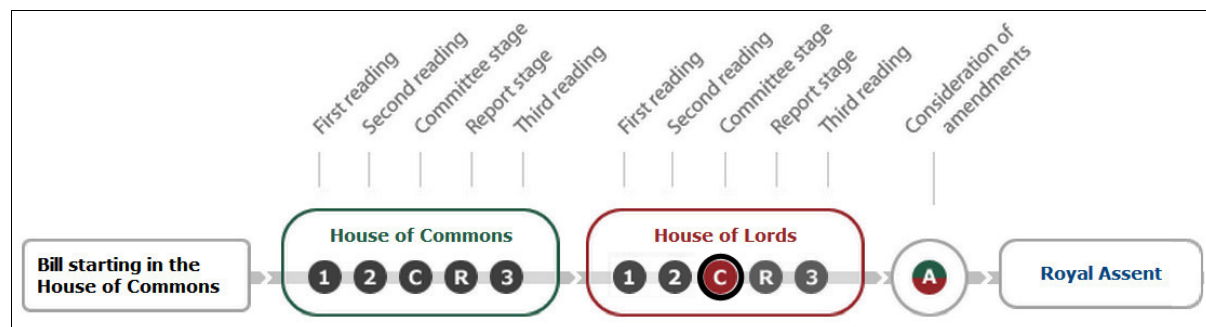 First reading
Second reading
Committee stage
Report stage
Third reading
First reading
Second reading
Committee stage
Report stage
Third reading
Consideration of
amendments
Bill starting in the
House of Commons
House of Commons
1 2 C R 3
House of Lords
1 2 C R 3
A
Royal Assent